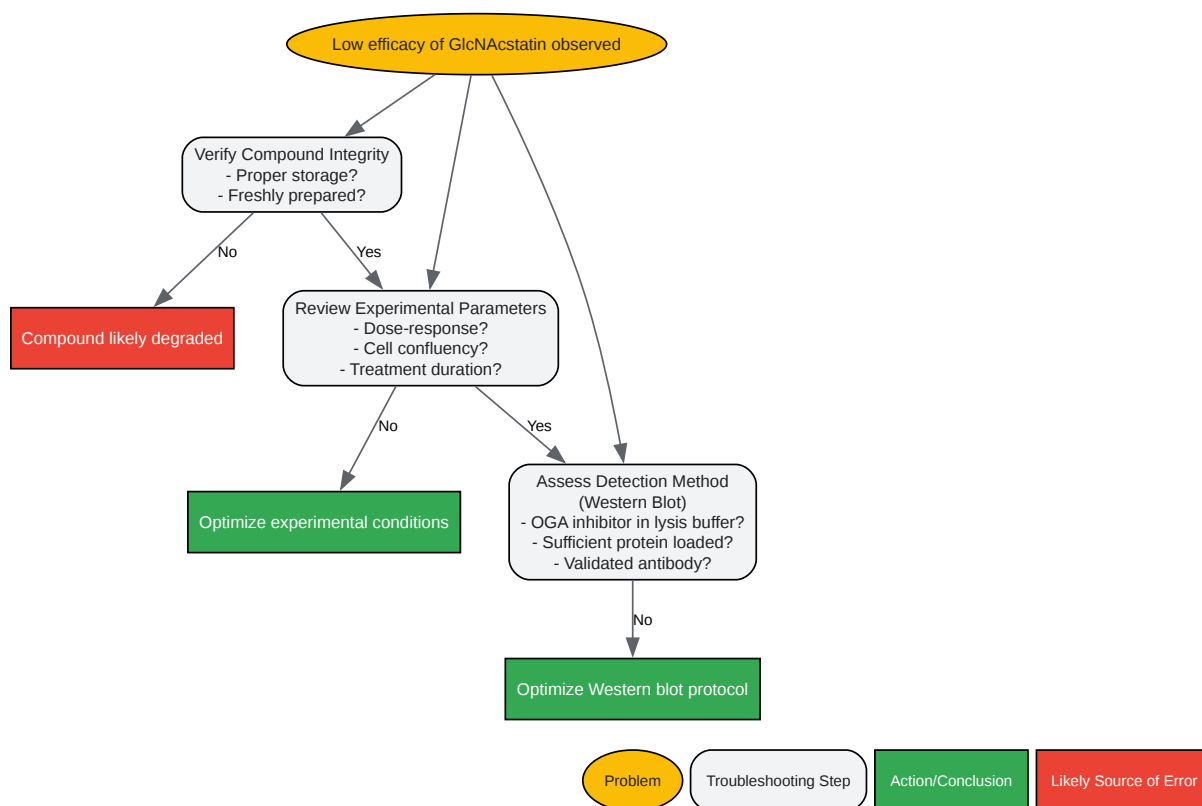 Low efficacy of GlcNAcstatin observed
Verify Compound Integrity
- Proper storage?
- Freshly prepared?
No
Yes
Compound likely degraded
Review Experimental Parameters
- Dose-response?
- Cell confluency?
- Treatment duration?
No
Yes
Optimize experimental conditions
Assess Detection Method
(Western Blot)
- OGA inhibitor in lysis buffer?
- Sufficient protein loaded?
- Validated antibody?
No
Optimize Western blot protocol
Problem
Troubleshooting Step
Action/Conclusion
Likely Source of Error